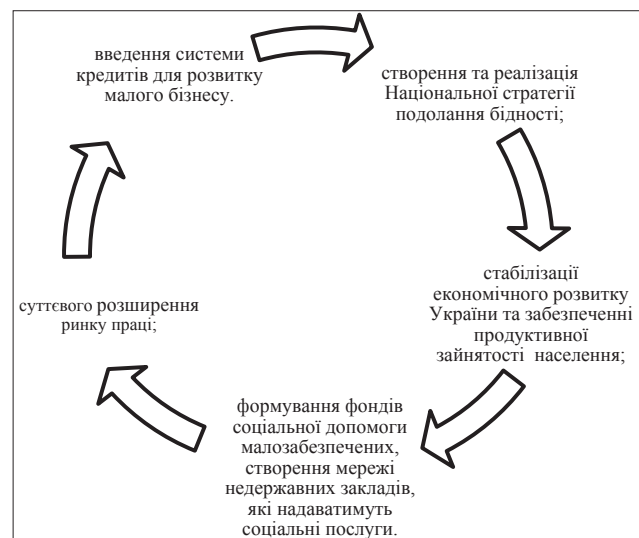 введення системи
кредитів для розвитку
малого бізнесу.
створення та реалізація
Національної стратегії
подолання бідності;
стабілізації
економічного розвитку
України та забезпеченні
продуктивної
зайнятості населення;
формування фондів
соціальної допомоги
малозабезпечених,
створення мережі
недержавних закладів,
які надаватимуть
соціальні послуги.
суттєвого розширення
ринку праці;